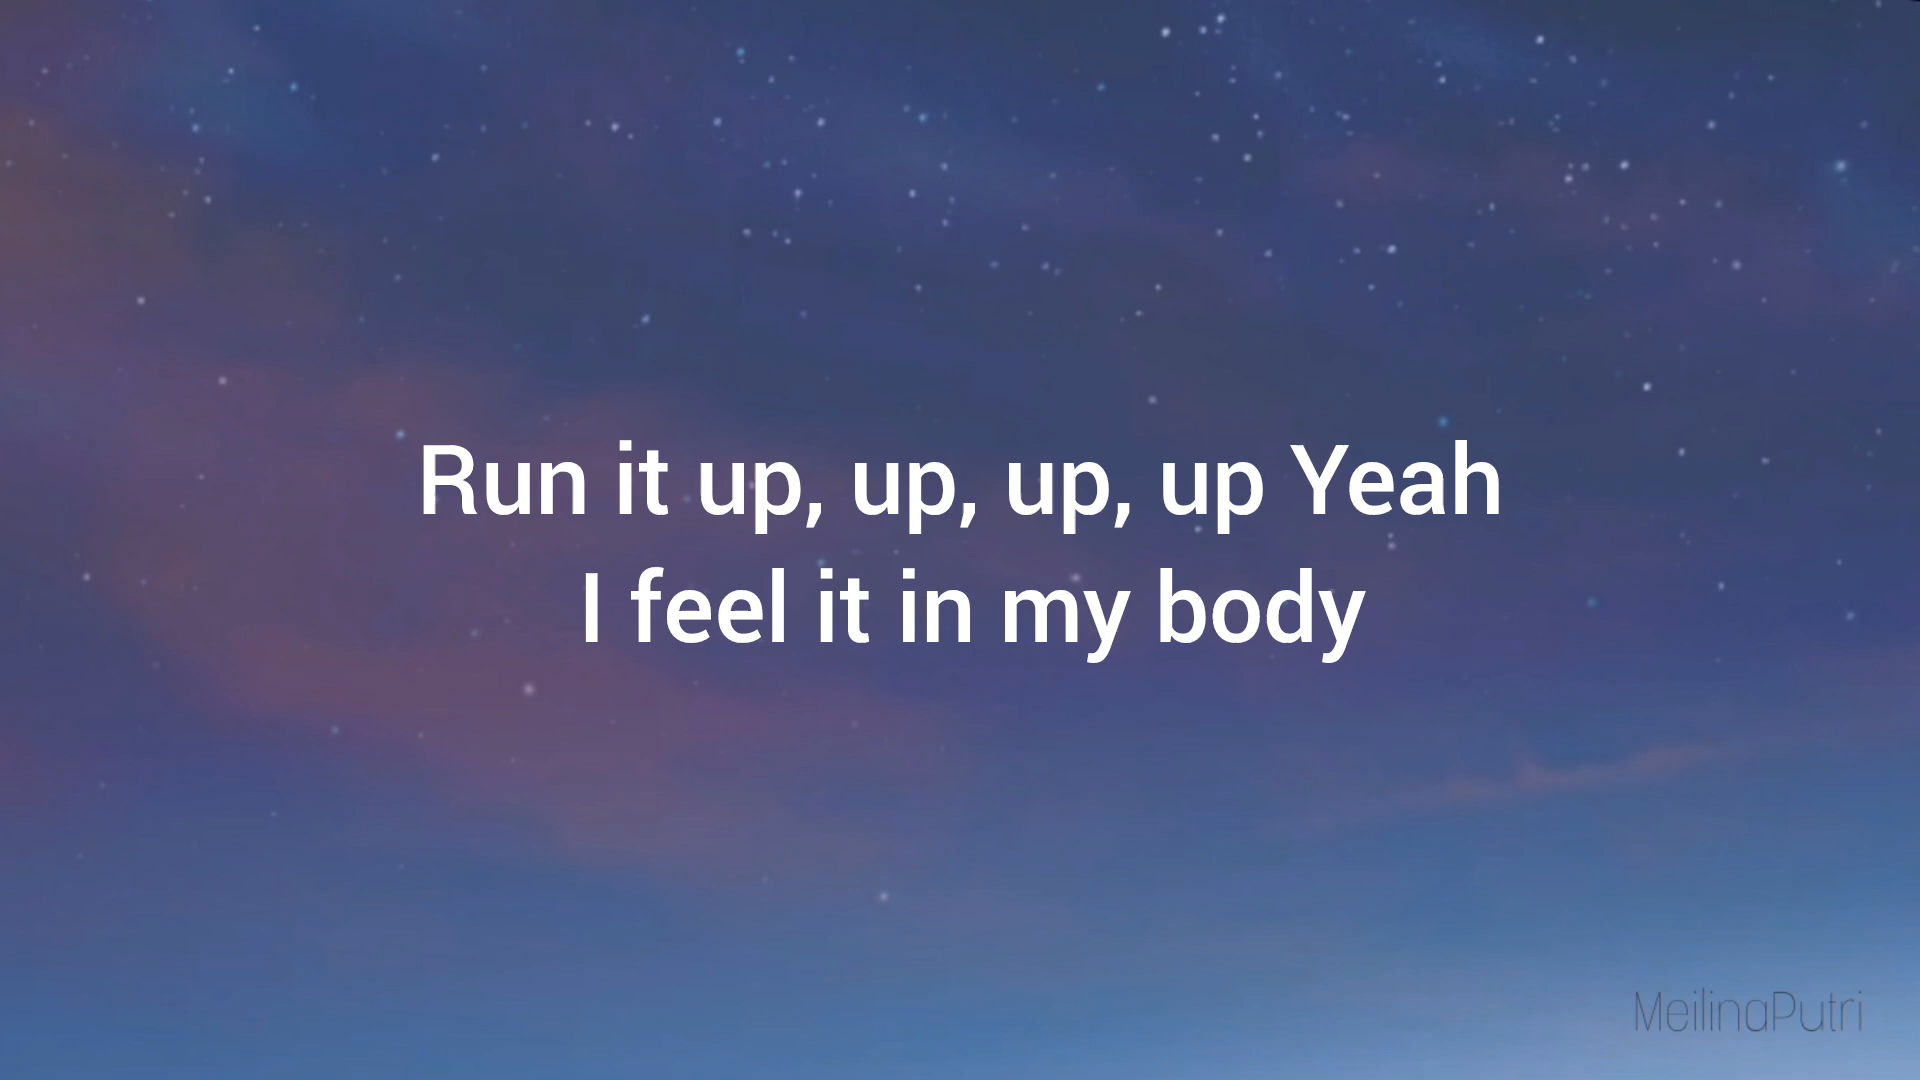 Run it up, up, up, up Yeah
I feel it in my body
MeilinaPutri